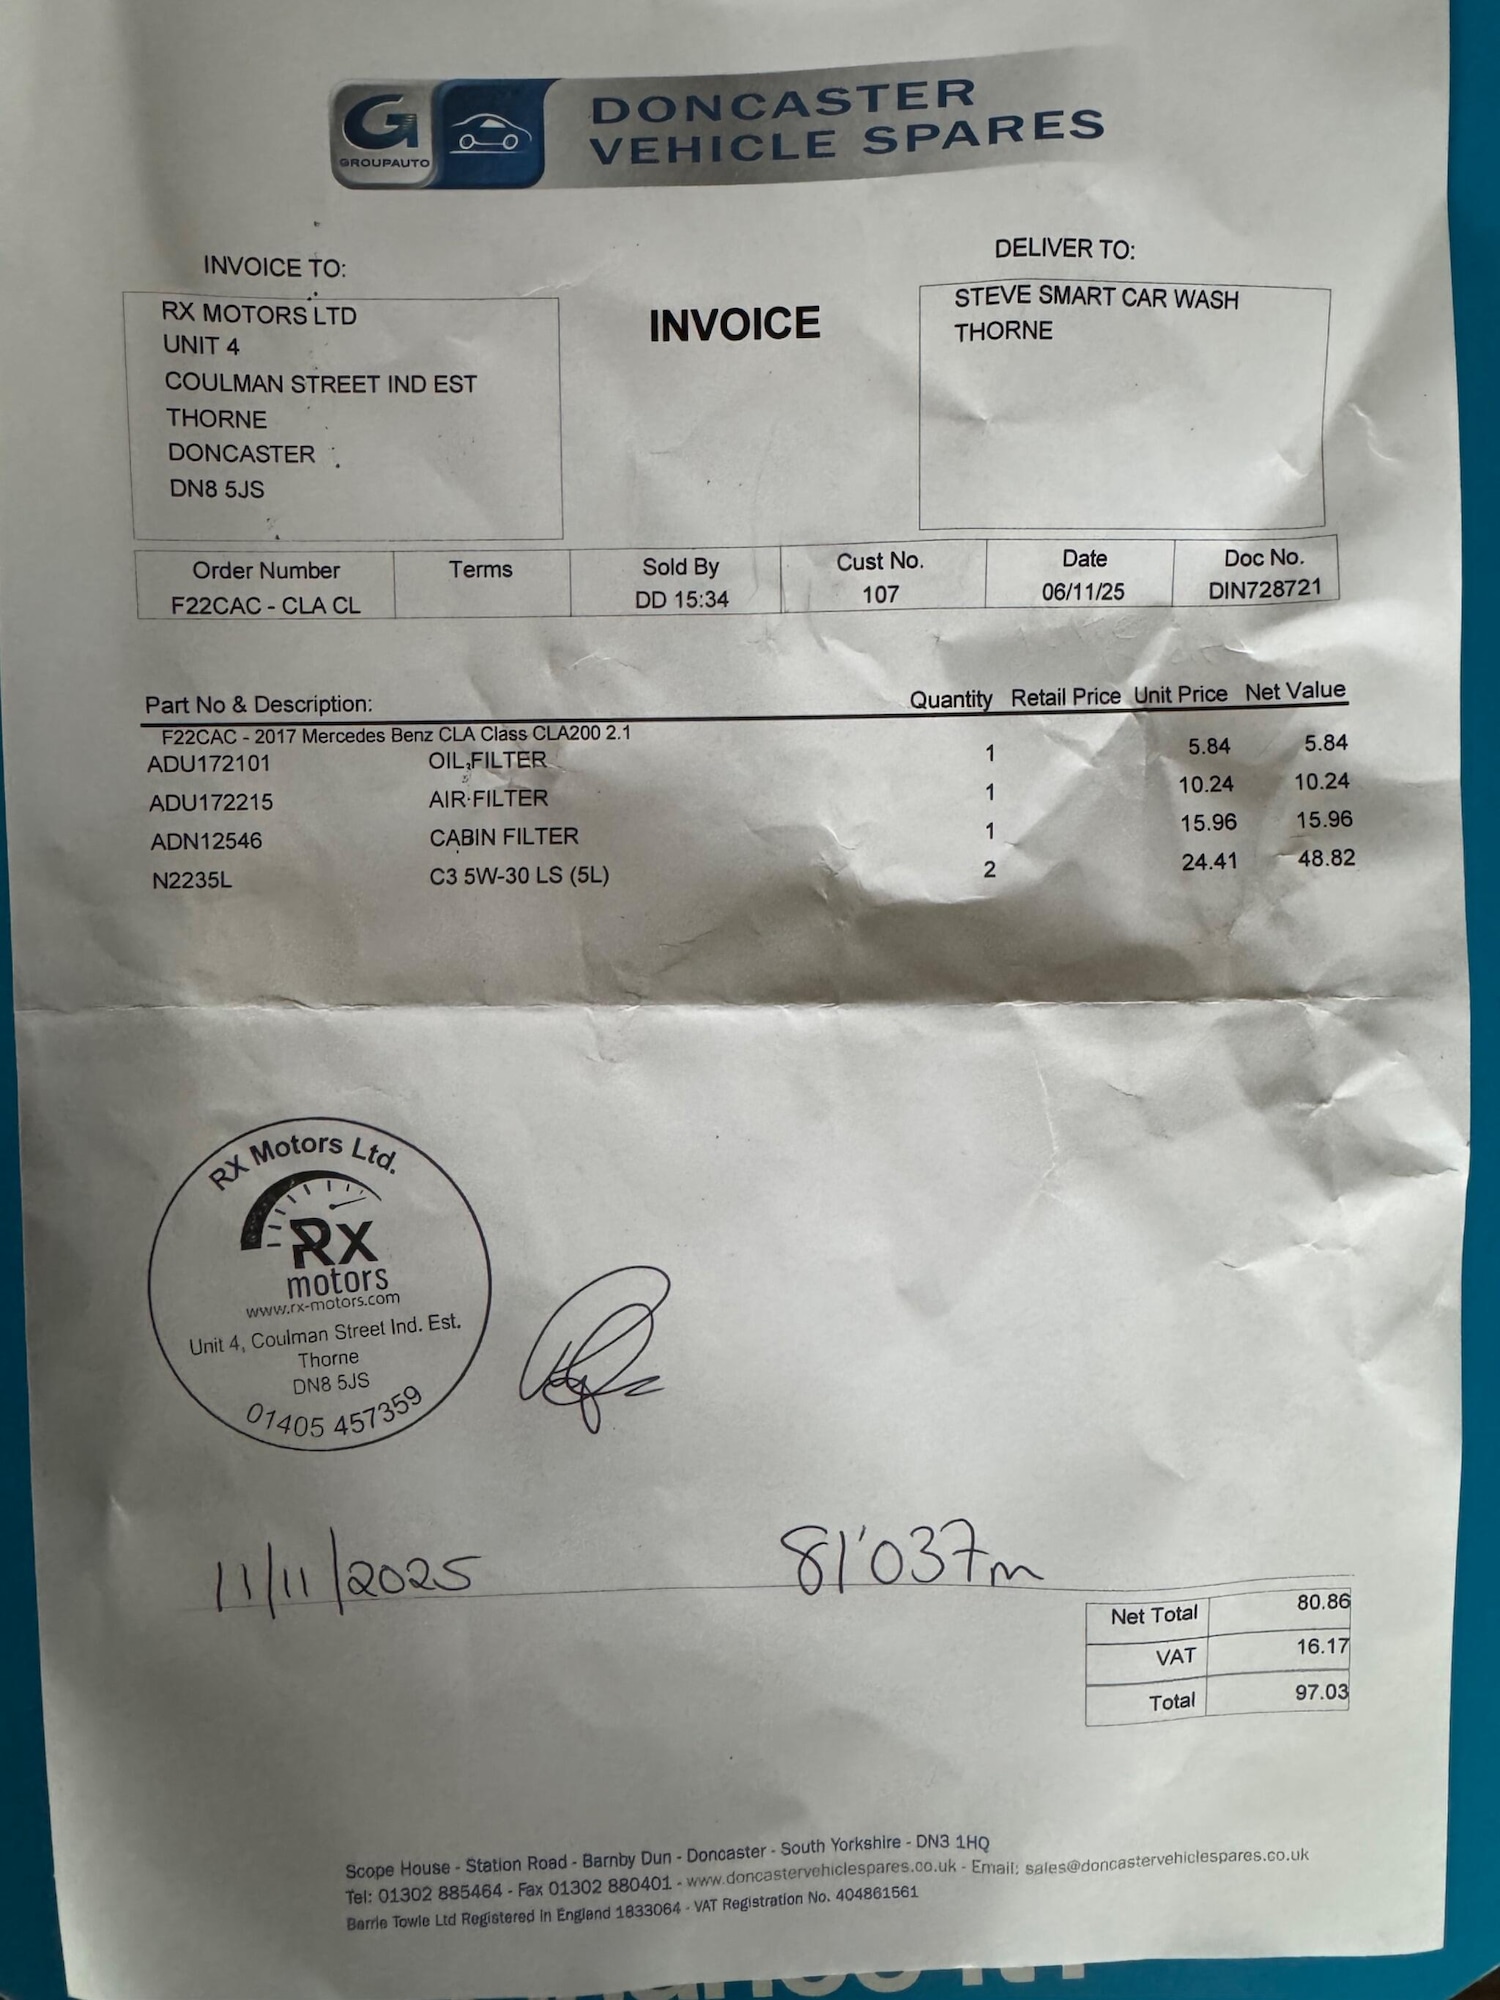 G
GROUPAUTO
DONCASTER
VEHICLE SPARES
INVOICE TO:
RX MOTORS LTD
UNIT 4
COULMAN STREET IND EST
THORNE
DONCASTER
DN8 5JS
INVOICE
DELIVER TO:
STEVE SMART CAR WASH
THORNE
Order Number Terms Sold By Cust No. Date Doc No.
F22CAC - CLA CL DD 15:34 107 06/11/25 DIN728721
Part No & Description: Quantity Retail Price Unit Price Net Value
F22CAC - 2017 Mercedes Benz CLA Class CLA200 2.1
ADU172101 OIL FILTER 1 5.84 5.84
ADU172215 AIR FILTER 1 10.24 10.24
ADN12546 CABIN FILTER 1 15.96 15.96
N2235L C3 5W-30 LS (5L) 2 24.41 48.82
RX Motors Ltd.
RX
motors
www.rx-motors.com
Unit 4, Coulman Street Ind. Est.
Thorne
DN8 5JS
01405 457359
11/11/2025 81'037m
Net Total 80.86
VAT 16.17
Total 97.03
Scope House - Station Road - Barnby Dun - Doncaster - South Yorkshire - DN3 1HQ
Tel: 01302 885464 - Fax 01302 880401 - www.doncastervehiclespares.co.uk - Email: sales@doncastervehiclespares.co.uk
Barrie Towle Ltd Registered in England 1833064 - VAT Registration No. 404861561